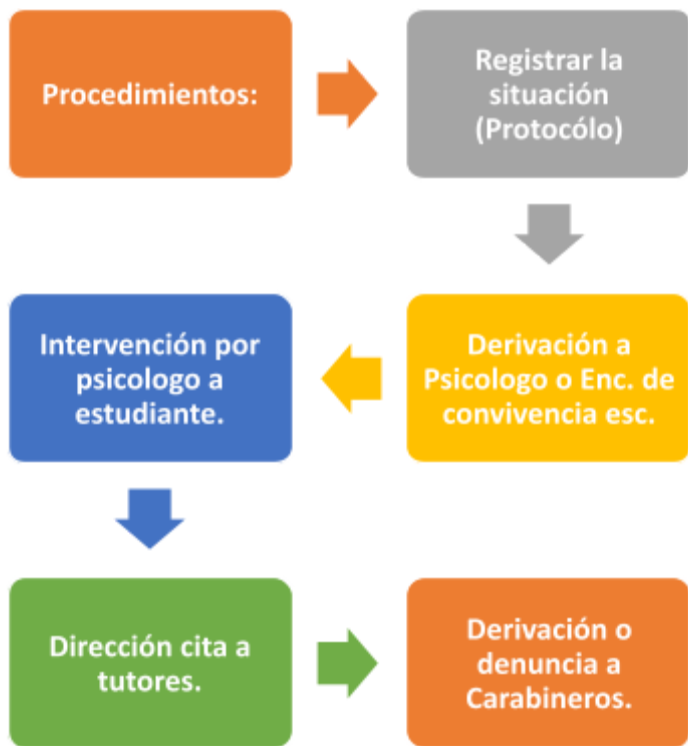 Procedimientos:
Registrar la
situación
(Protocólo)
Derivación a
Psicologo o Enc. de
convivencia esc.
Intervención por
psicologo a
estudiante.
Dirección cita a
tutores.
Derivación o
denuncia a
Carabineros.